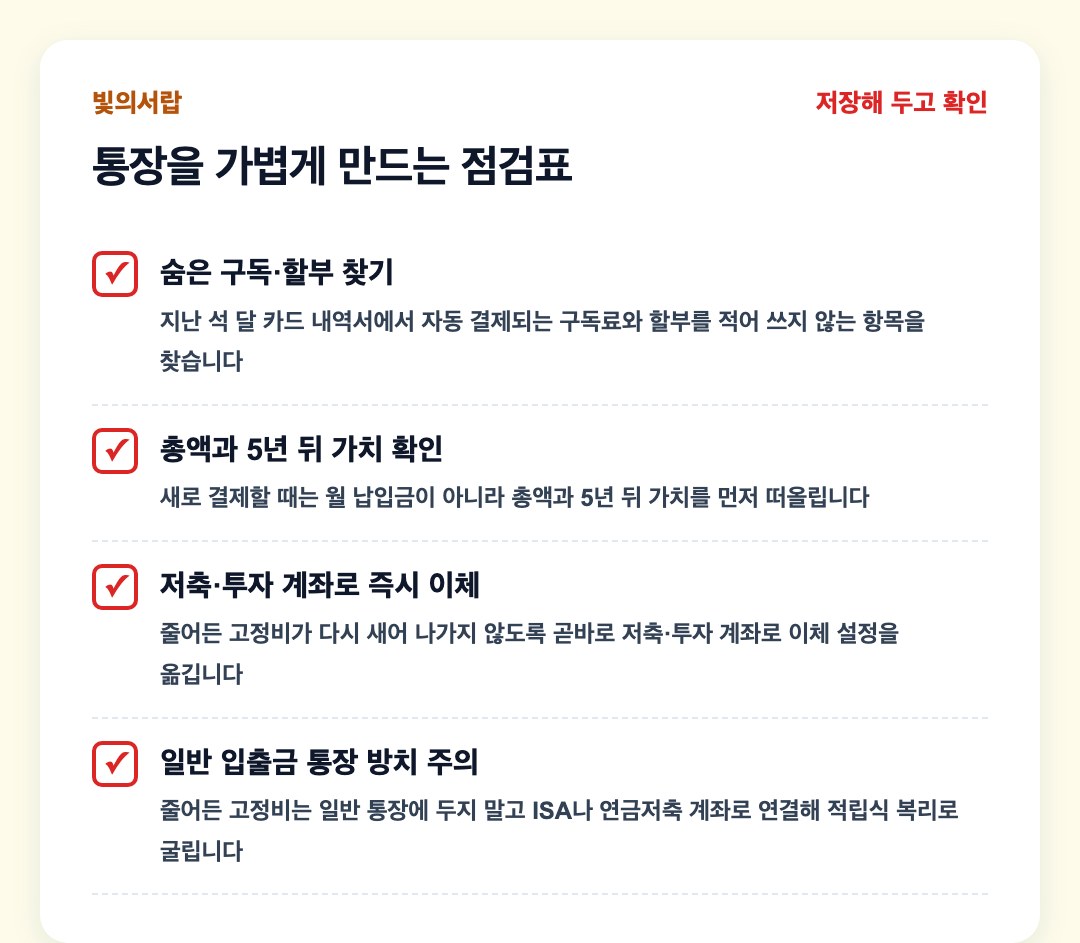 빛의서랍
저장해 두고 확인
통장을 가볍게 만드는 점검표
숨은 구독·할부 찾기
지난 석 달 카드 내역서에서 자동 결제되는 구독료와 할부를 적어 쓰지 않는 항목을
찾습니다
총액과 5년 뒤 가치 확인
새로 결제할 때는 월 납입금이 아니라 총액과 5년 뒤 가치를 먼저 떠올립니다
저축·투자 계좌로 즉시 이체
줄어든 고정비가 다시 새어 나가지 않도록 곧바로 저축·투자 계좌로 이체 설정을
옮깁니다
일반 입출금 통장 방치 주의
줄어든 고정비는 일반 통장에 두지 말고 ISA나 연금저축 계좌로 연결해 적립식 복리로
굴립니다